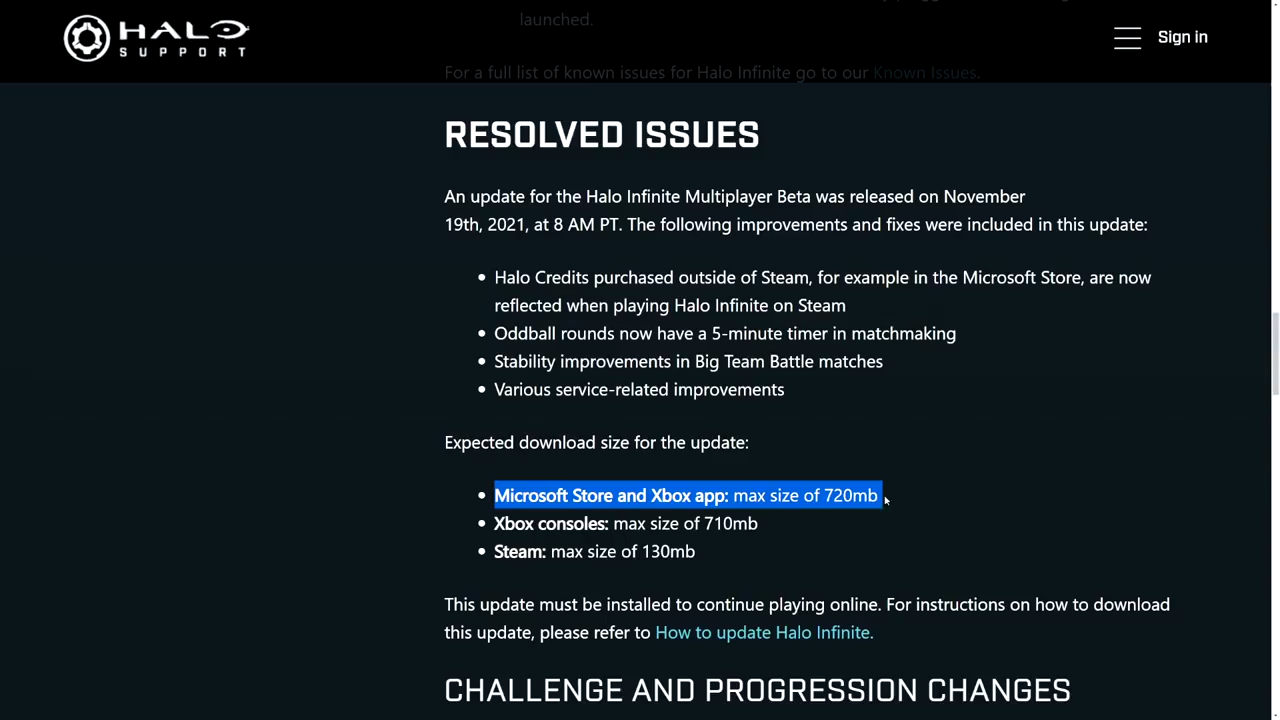 launched.
HALO
SUPPORT
Sign in
For a full list of known issues for Halo Infinite go to our Known Issues.
RESOLVED ISSUES
An update for the Halo Infinite Multiplayer Beta was released on November
19th, 2021, at 8 AM PT. The following improvements and fixes were included in this update:
• Halo Credits purchased outside of Steam, for example in the Microsoft Store, are now
reflected when playing Halo Infinite on Steam
• Oddball rounds now have a 5-minute timer in matchmaking
• Stability improvements in Big Team Battle matches
• Various service-related improvements
Expected download size for the update:
• Microsoft Store and Xbox app: max size of 720mb
• Xbox consoles: max size of 710mb
• Steam: max size of 130mb
This update must be installed to continue playing online. For instructions on how to download
this update, please refer to How to update Halo Infinite.
CHALLENGE AND PROGRESSION CHANGES